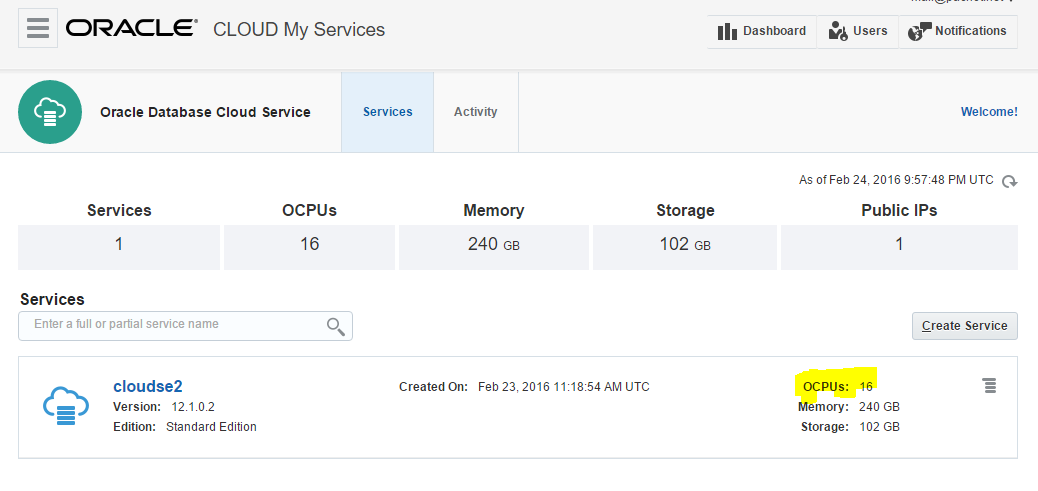 ORACLE® CLOUD My Services
Dashboard Users Notifications
Oracle Database Cloud Service Services Activity Welcome!
As of Feb 24, 2016 9:57:48 PM UTC
Services OCPUs Memory Storage Public IPs
1 16 240 GB 102 GB 1
Services
Enter a full or partial service name
Create Service
cloudse2 Created On: Feb 23, 2016 11:18:54 AM UTC OCPUs: 16
Version: 12.1.0.2 Memory: 240 GB
Edition: Standard Edition Storage: 102 GB